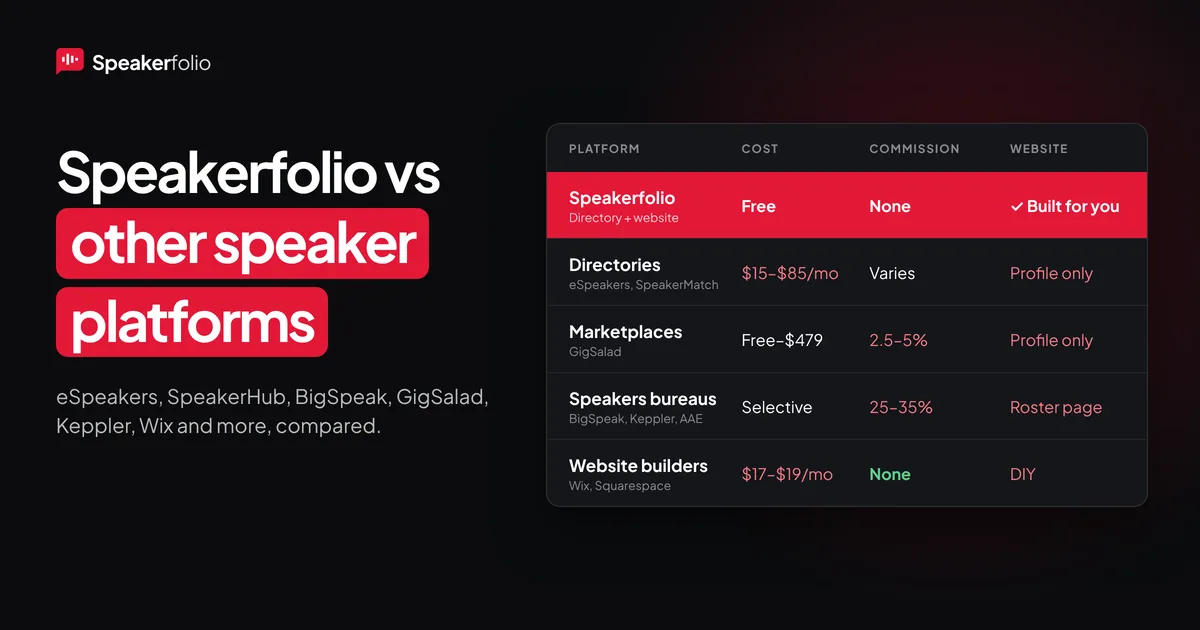 Speakerfolio
Speakerfolio vs
other speaker
platforms
eSpeakers, SpeakerHub, BigSpeak, GigSalad,
Keppler, Wix and more, compared.
PLATFORM COST COMMISSION WEBSITE
Speakerfolio
Directory + website
Free None ✓ Built for you
Directories
eSpeakers, SpeakerMatch
$15–$85/mo Varies Profile only
Marketplaces
GigSalad
Free–$479 2.5–5% Profile only
Speakers bureaus
BigSpeak, Keppler, AAE
Selective 25–35% Roster page
Website builders
Wix, Squarespace
$17–$19/mo None DIY